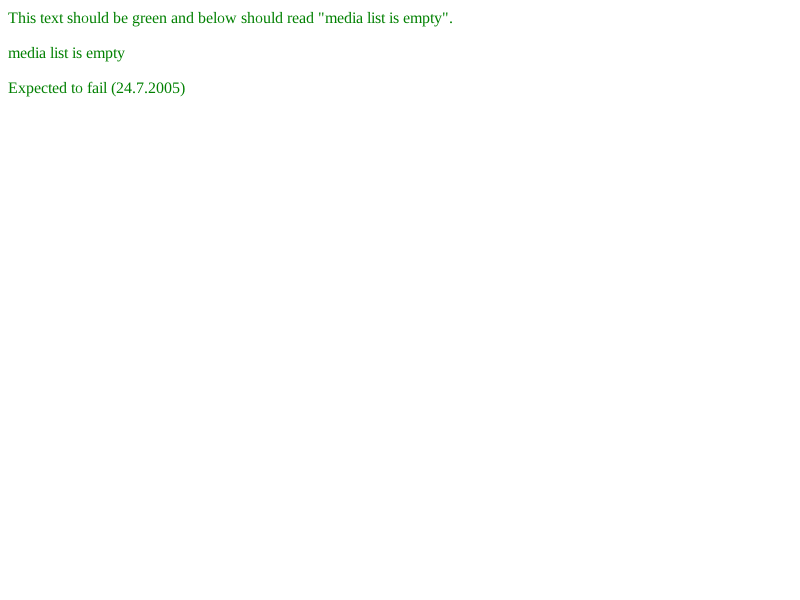 This text should be green and below should read "media list is empty".
media list is empty
Expected to fail (24.7.2005)